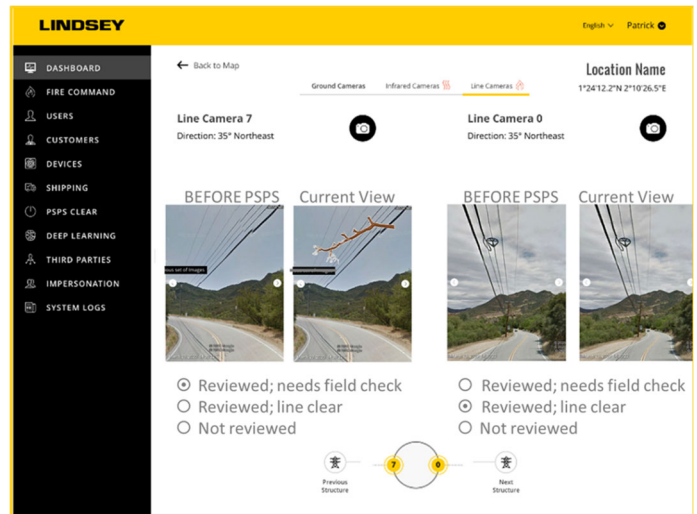 LINDSEY
English
Patrick
DASHBOARD
FIRE COMMAND
USERS
CUSTOMERS
DEVICES
SHIPPING
PSPS CLEAR
DEEP LEARNING
THIRD PARTIES
IMPERSONATION
SYSTEM LOGS
Back to Map
Ground Cameras
Infrared Cameras
Line Cameras
Location Name
1°24'12.2"N 2°10'26.5"E
Line Camera 7
Direction: 35° Northeast
Line Camera 0
Direction: 35° Northeast
BEFORE PSPS
Current View
BEFORE PSPS
Current View
ous set of Images
Reviewed; needs field check
Reviewed; line clear
Not reviewed
Reviewed; needs field check
Reviewed; line clear
Not reviewed
Previous
Structure
7
0
Next
Structure